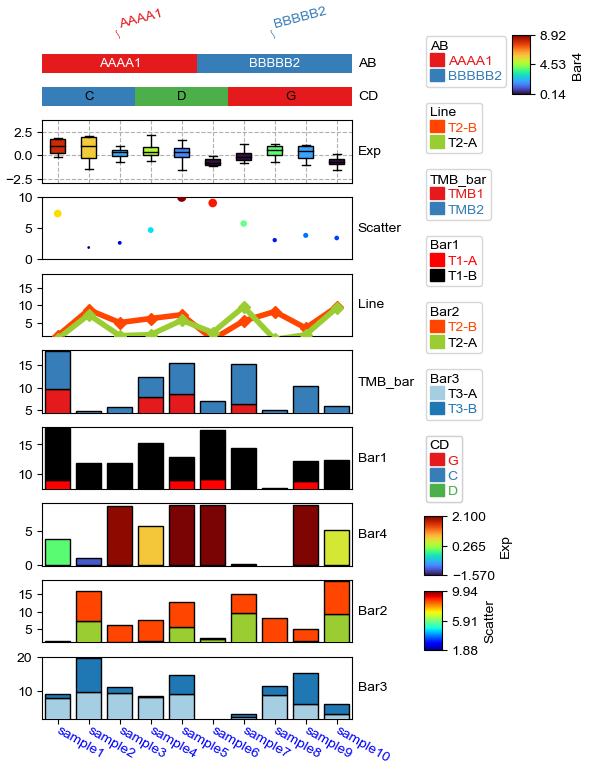 AAAA1
BBBBB2
AAAA1
BBBBB2
AB
C
D
G
CD
2.5
0.0
−2.5
Exp
10
5
0
Scatter
15
10
5
Line
15
10
5
TMB_bar
15
10
Bar1
5
0
Bar4
15
10
5
Bar2
20
10
Bar3
sample1
sample2
sample3
sample4
sample5
sample6
sample7
sample8
sample9
sample10
AB
AAAA1
BBBBB2
8.92
4.53
0.14
Bar4
Line
T2-B
T2-A
TMB_bar
TMB1
TMB2
Bar1
T1-A
T1-B
Bar2
T2-B
T2-A
Bar3
T3-A
T3-B
CD
G
C
D
2.100
0.265
−1.570
Exp
9.94
5.91
1.88
Scatter